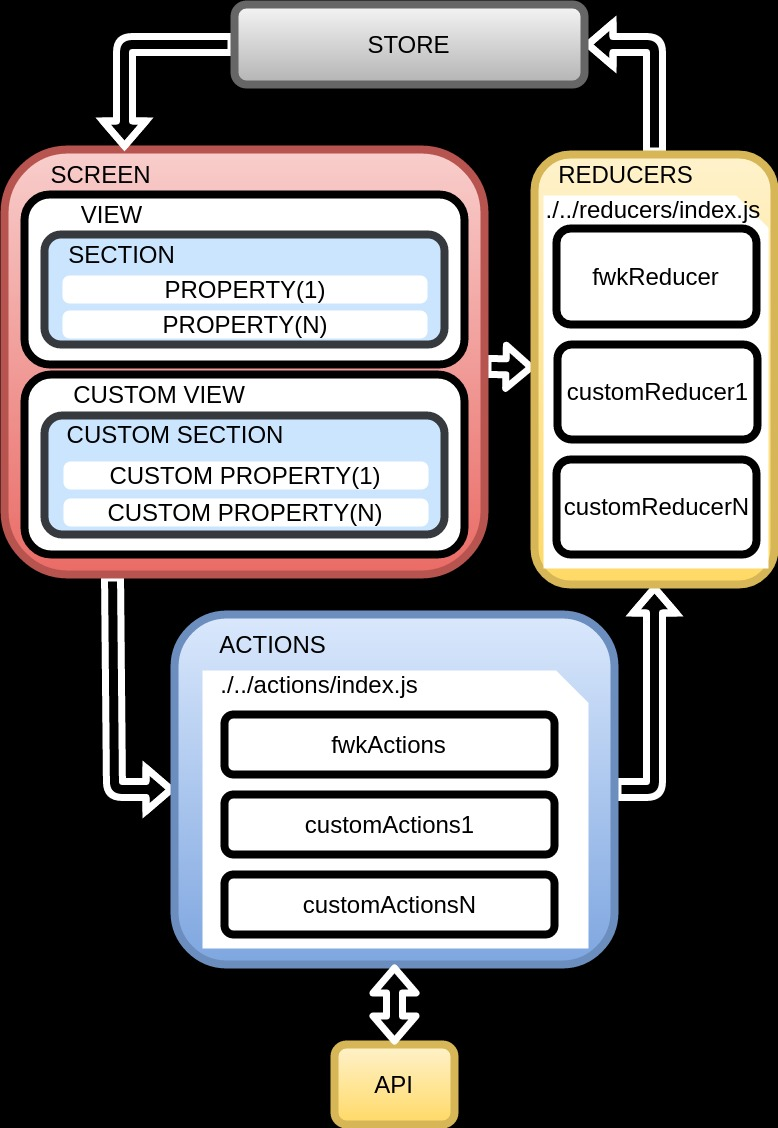 STORE
SCREEN
VIEW
SECTION
PROPERTY(1)
PROPERTY(N)
CUSTOM VIEW
CUSTOM SECTION
CUSTOM PROPERTY(1)
CUSTOM PROPERTY(N)
REDUCERS
./../reducers/index.js
fwkReducer
customReducer1
customReducerN
ACTIONS
./../actions/index.js
fwkActions
customActions1
customActionsN
API